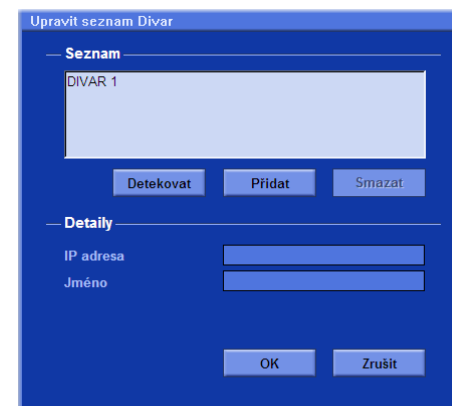 Upravit seznam Divar
Seznam
DIVAR 1
Detekovat Přidat Smazat
Detaily
IP adresa
Jméno
OK Zrušit